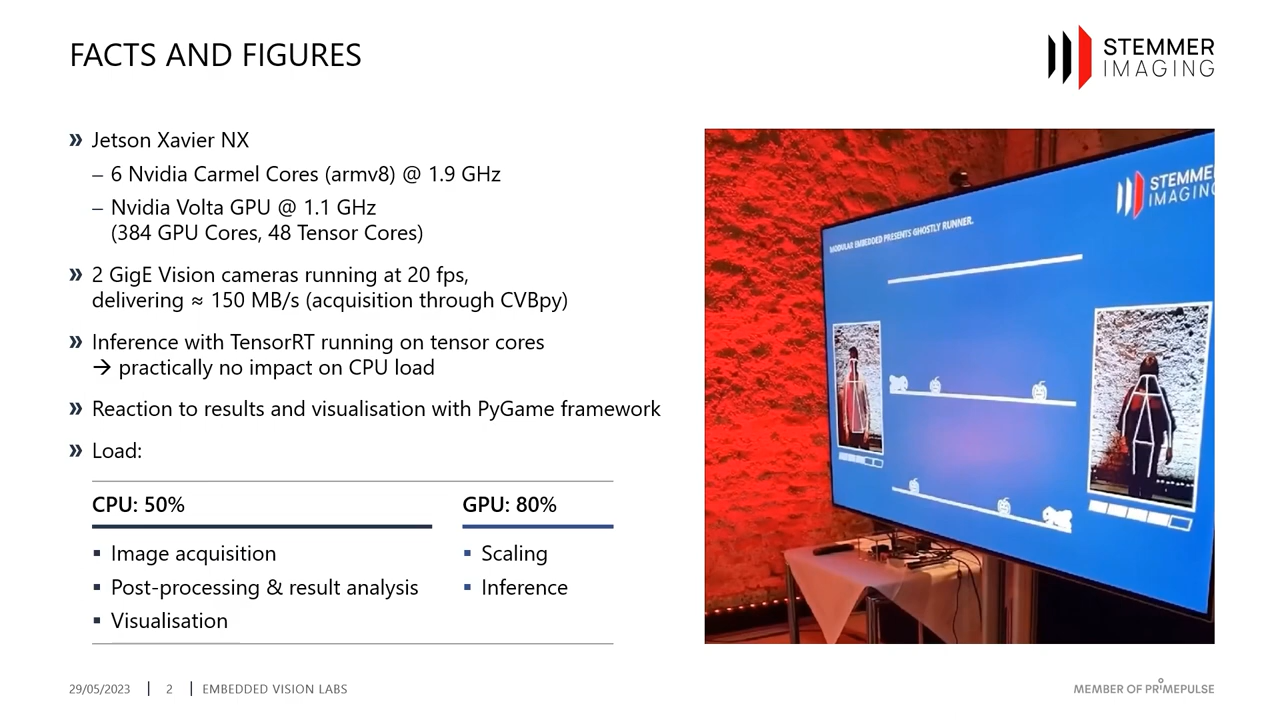 FACTS AND FIGURES
STEMMER
IMAGING
» Jetson Xavier NX
– 6 Nvidia Carmel Cores (armv8) @ 1.9 GHz
– Nvidia Volta GPU @ 1.1 GHz
(384 GPU Cores, 48 Tensor Cores)
» 2 GigE Vision cameras running at 20 fps,
delivering ≈ 150 MB/s (acquisition through CVBpy)
» Inference with TensorRT running on tensor cores
→ practically no impact on CPU load
» Reaction to results and visualisation with PyGame framework
» Load:
CPU: 50%
▪ Image acquisition
▪ Post-processing & result analysis
▪ Visualisation
GPU: 80%
▪ Scaling
▪ Inference
STEMMER
IMAGING
MODULAR EMBEDDED PRESENTS GHOSTLY RUNNER.
29/05/2023 | 2 | EMBEDDED VISION LABS
MEMBER OF PRIMEPULSE